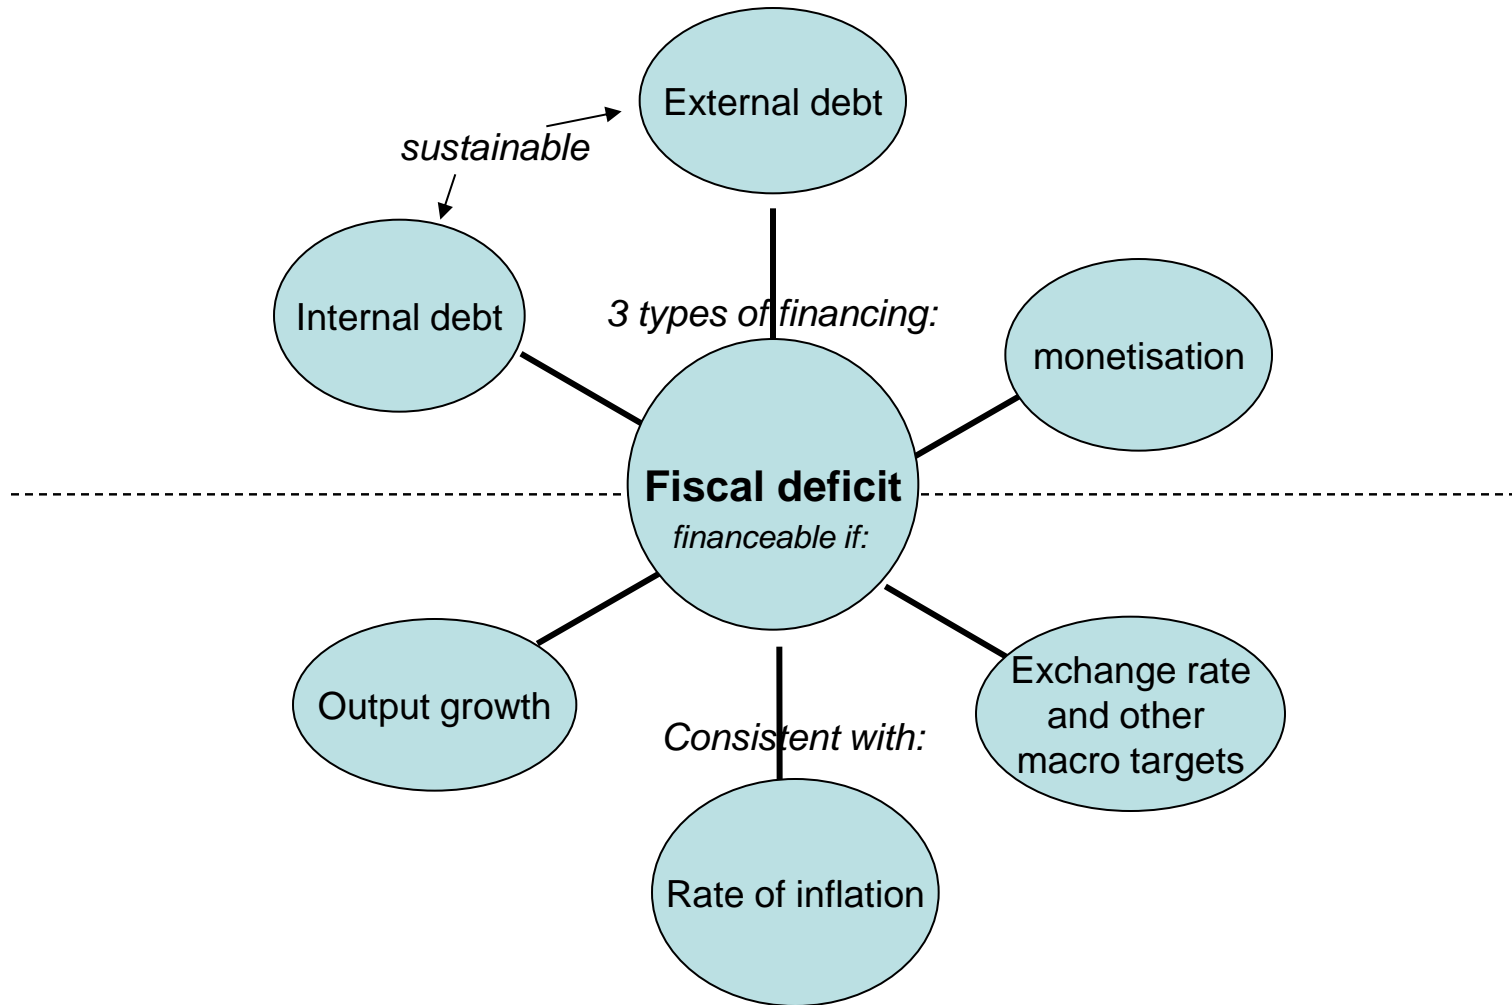 External debt
sustainable
Internal debt
3 types of financing:
monetisation
Fiscal deficit
financeable if:
Output growth
Consistent with:
Exchange rate
and other
macro targets
Rate of inflation